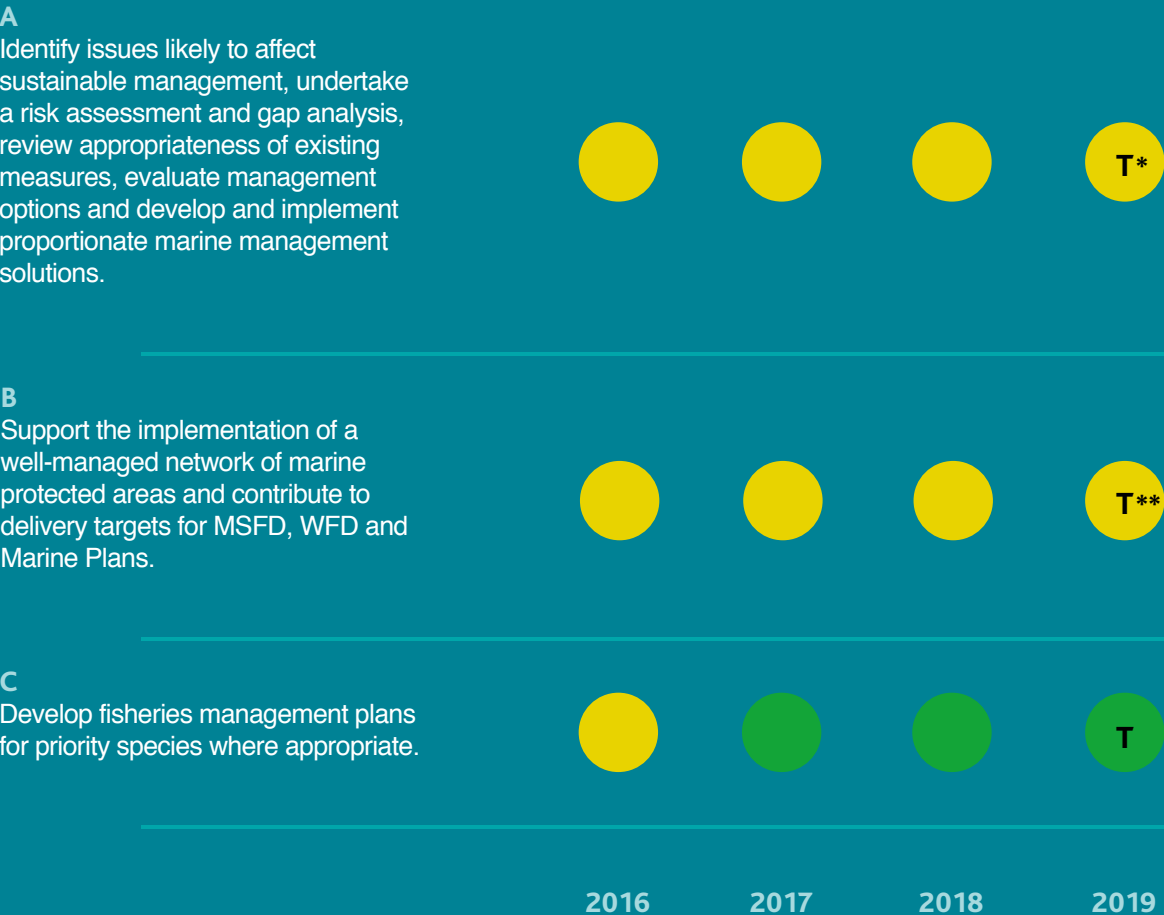 A
Identify issues likely to affect
sustainable management, undertake
a risk assessment and gap analysis,
review appropriateness of existing
measures, evaluate management
options and develop and implement
proportionate marine management
solutions.
T*
B
Support the implementation of a
well-managed network of marine
protected areas and contribute to
delivery targets for MSFD, WFD and
Marine Plans.
T**
C
Develop fisheries management plans
for priority species where appropriate.
T
2016 2017 2018 2019